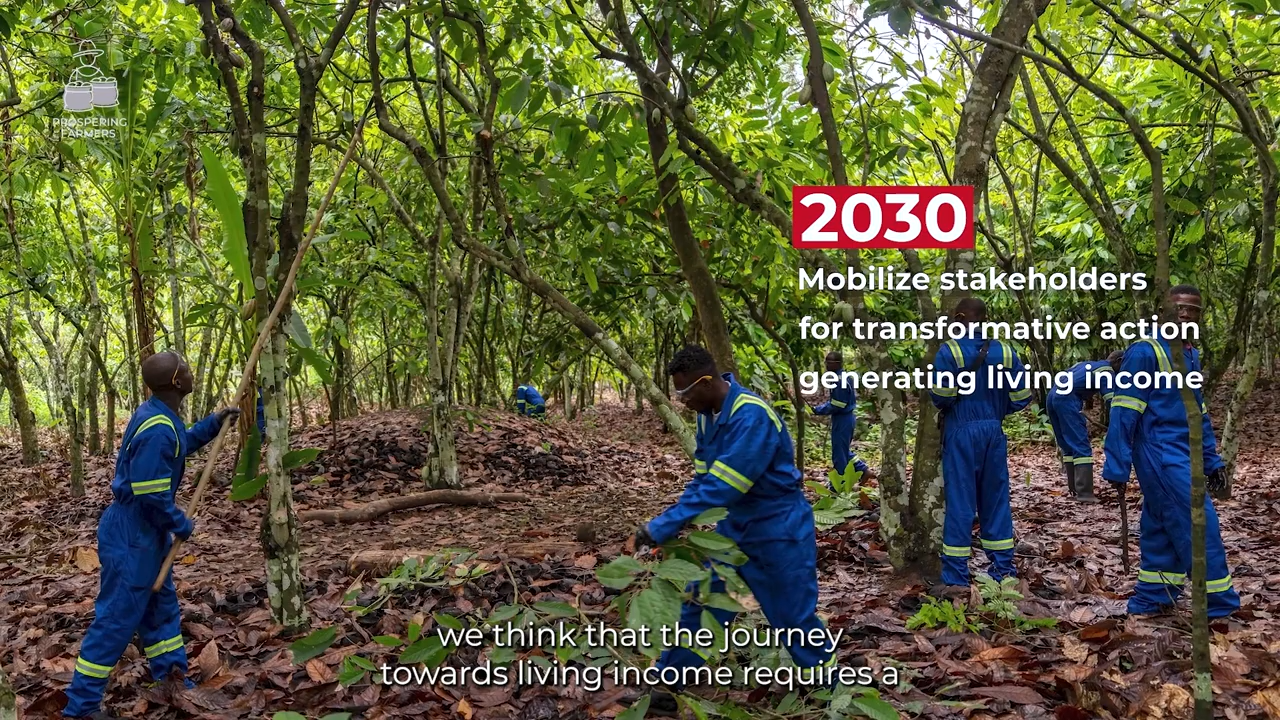 PROSPERING
FARMERS
2030
Mobilize stakeholders
for transformative action
generating living income
we think that the journey
towards living income requires a